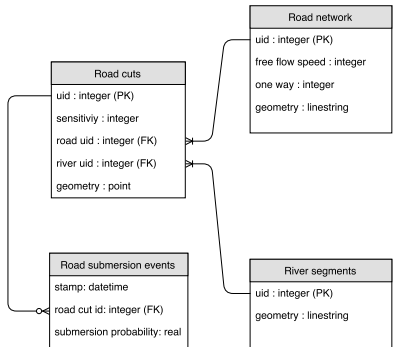 Road network
uid : integer (PK)
free flow speed : integer
one way : integer
geometry : linestring
Road cuts
uid : integer (PK)
sensitiviy : integer
road uid : integer (FK)
river uid : integer (FK)
geometry : point
Road submersion events
stamp: datetime
road cut id: integer (FK)
submersion probability: real
River segments
uid : integer (PK)
geometry : linestring